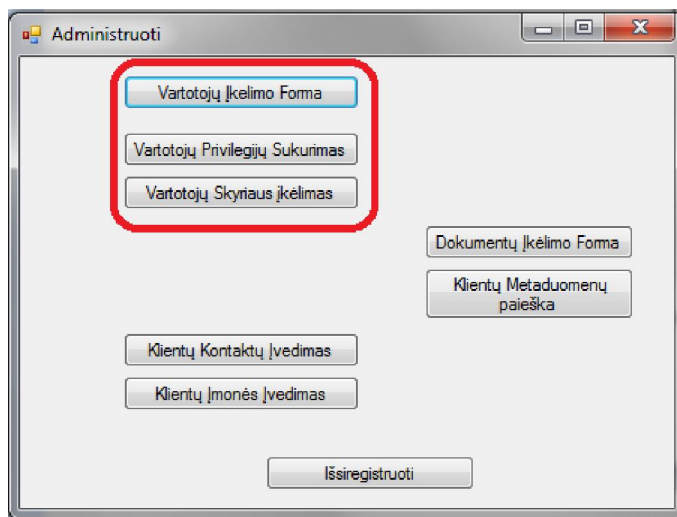 Administruoti
Vartotojų Įkelimo Forma
Vartotojų Privilegijų Sukurimas
Vartotojų Skyriaus įkėlimas
Dokumentų Įkėlimo Forma
Klientų Metaduomenų
paieška
Klientų Kontaktų Įvedimas
Klientų Įmonės Įvedimas
Išsiregistruoti